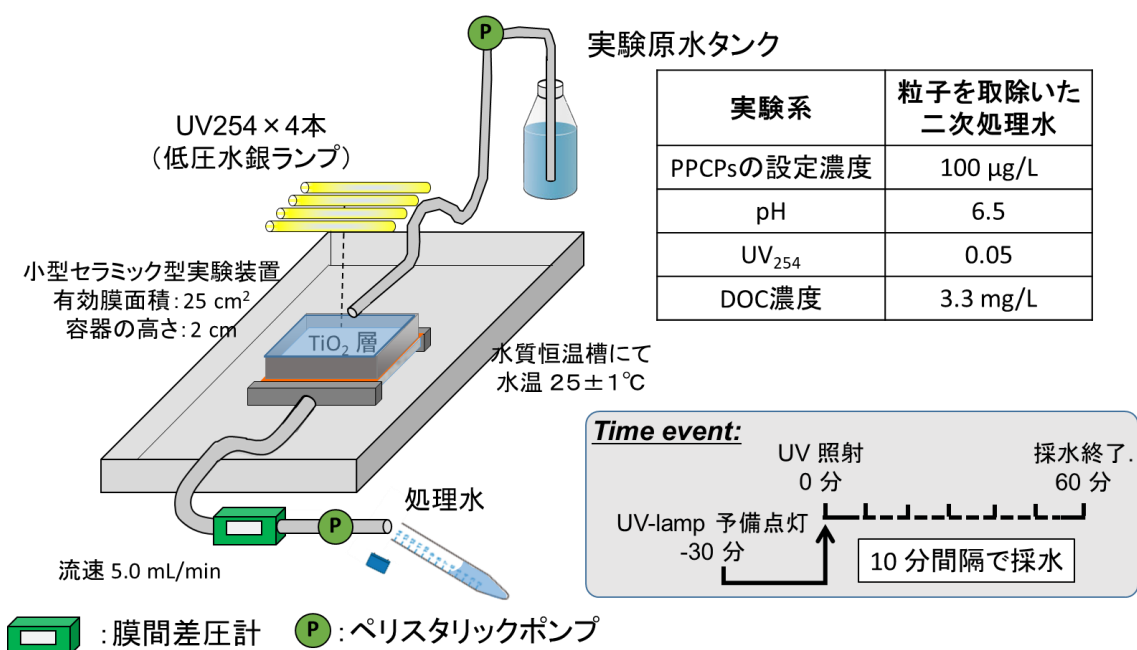 P
実験原水タンク
UV254×4本
（低圧水銀ランプ）
実験系
粒子を取除いた
二次処理水
PPCPsの設定濃度
100 µg/L
pH
6.5
UV254
0.05
DOC濃度
3.3 mg/L
小型セラミック型実験装置
有効膜面積：25 cm2
容器の高さ：2 cm
TiO2 層
水質恒温槽にて
水温 25±1℃
Time event:
UV 照射
0 分
採水終了.
60 分
UV-lamp 予備点灯
-30 分
10 分間隔で採水
処理水
P
流速 5.0 mL/min
：膜間差圧計
P
：ペリスタリックポンプ